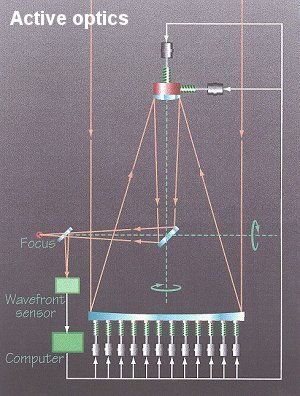 Active optics
Focus
Wavefront
sensor
Computer